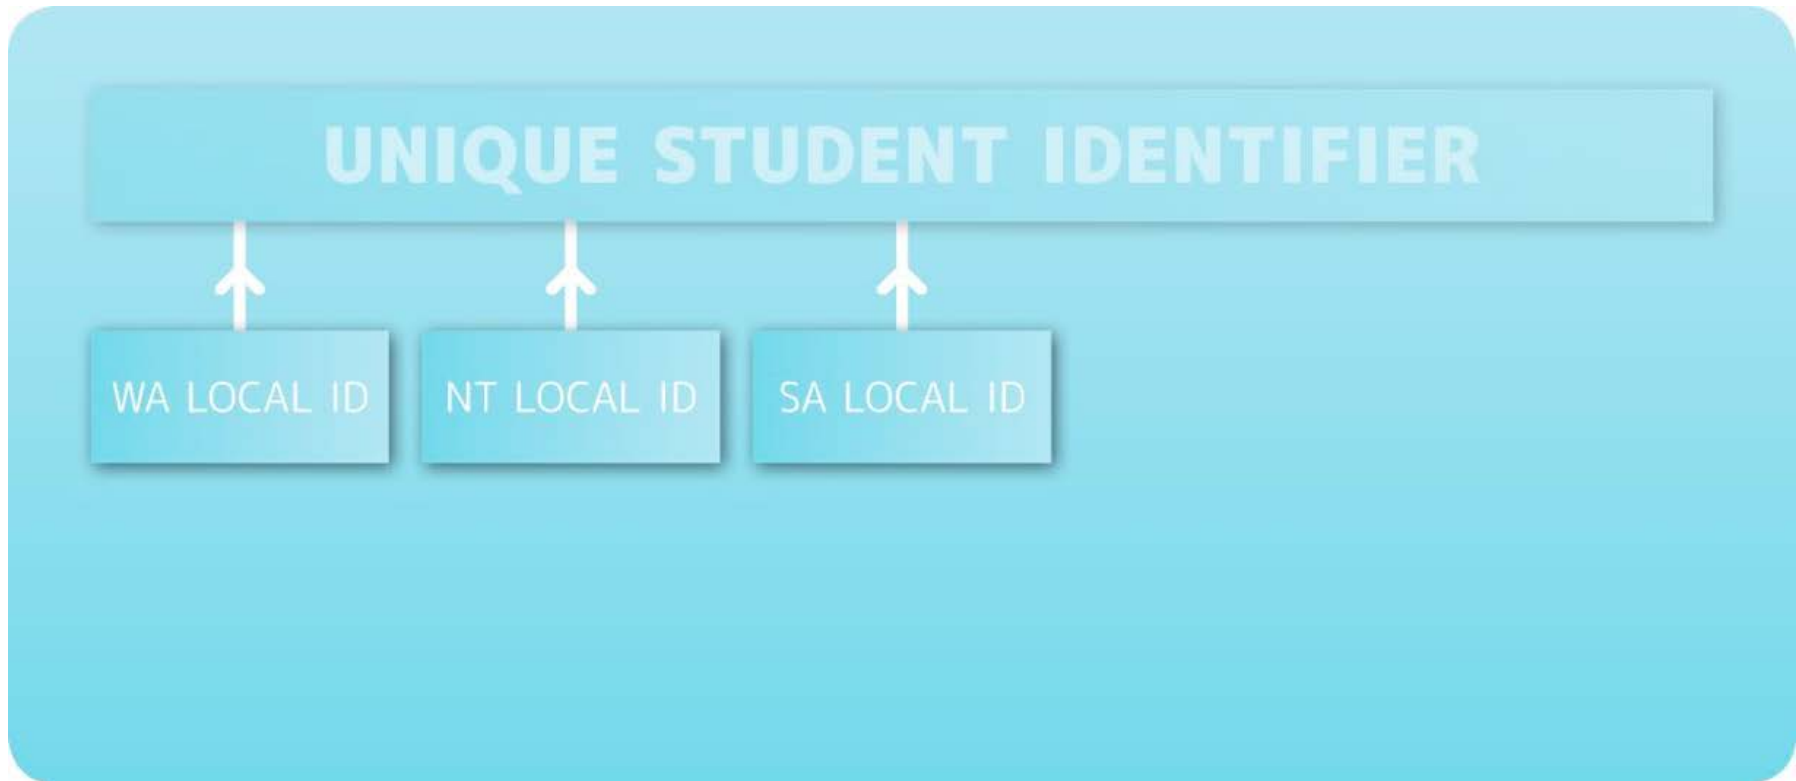 UNIQUE STUDENT IDENTIFIER
WA LOCAL ID
NT LOCAL ID
SA LOCAL ID